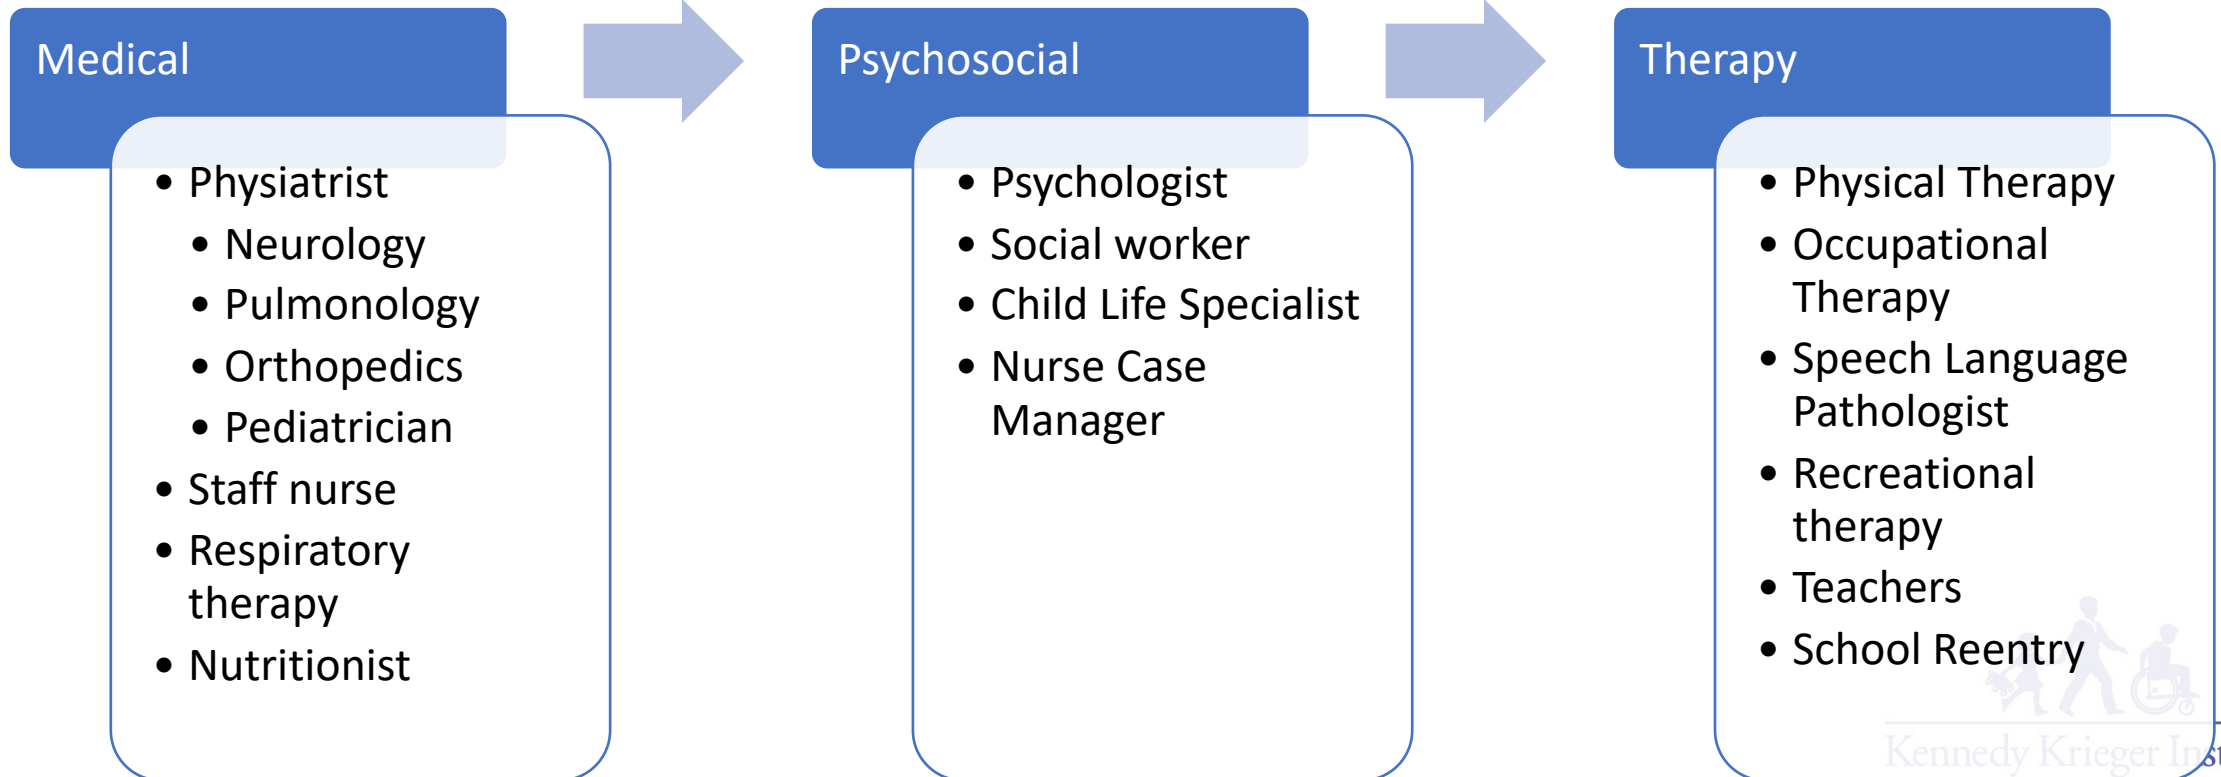 Medical
• Physiatrist
• Neurology
• Pulmonology
• Orthopedics
• Pediatrician
• Staff nurse
• Respiratory
therapy
• Nutritionist
Psychosocial
• Psychologist
• Social worker
• Child Life Specialist
• Nurse Case
Manager
Therapy
• Physical Therapy
• Occupational
Therapy
• Speech Language
Pathologist
• Recreational
therapy
• Teachers
• School Reentry
Kennedy Krieger Inst